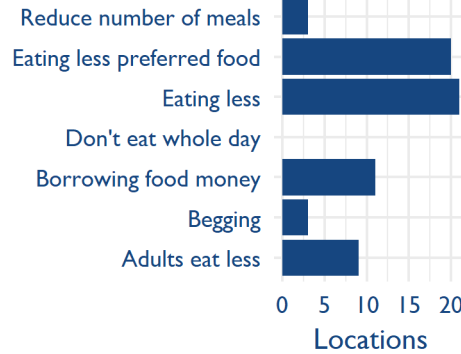 Reduce number of meals
Eating less preferred food
Eating less
Don't eat whole day
Borrowing food money
Begging
Adults eat less
0 5 10 15 20
Locations